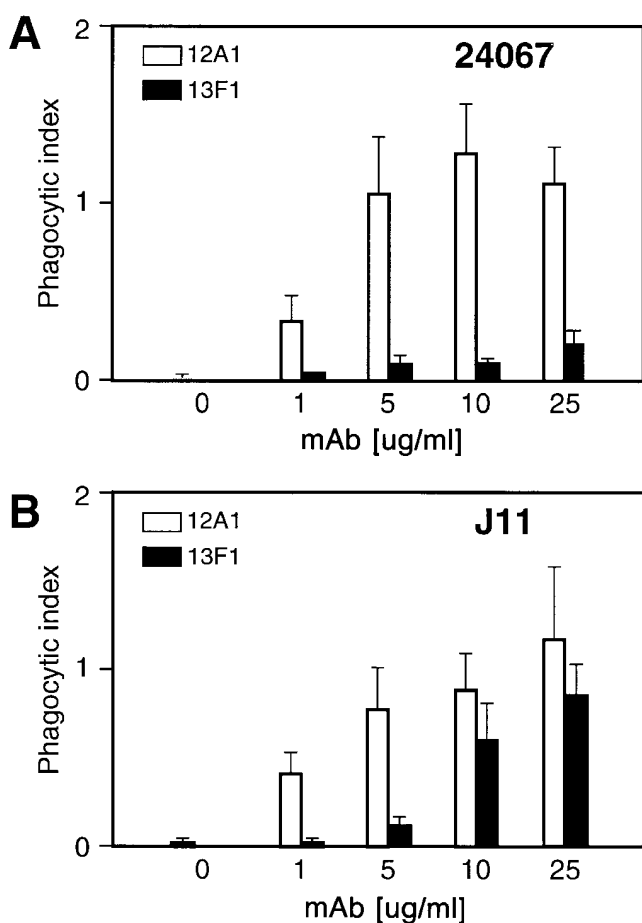 A
2
12A1
13F1
24067
Phagocytic index
1
0
0 1 5 10 25
mAb [ug/ml]
B
2
12A1
13F1
J11
Phagocytic index
1
0
0 1 5 10 25
mAb [ug/ml]